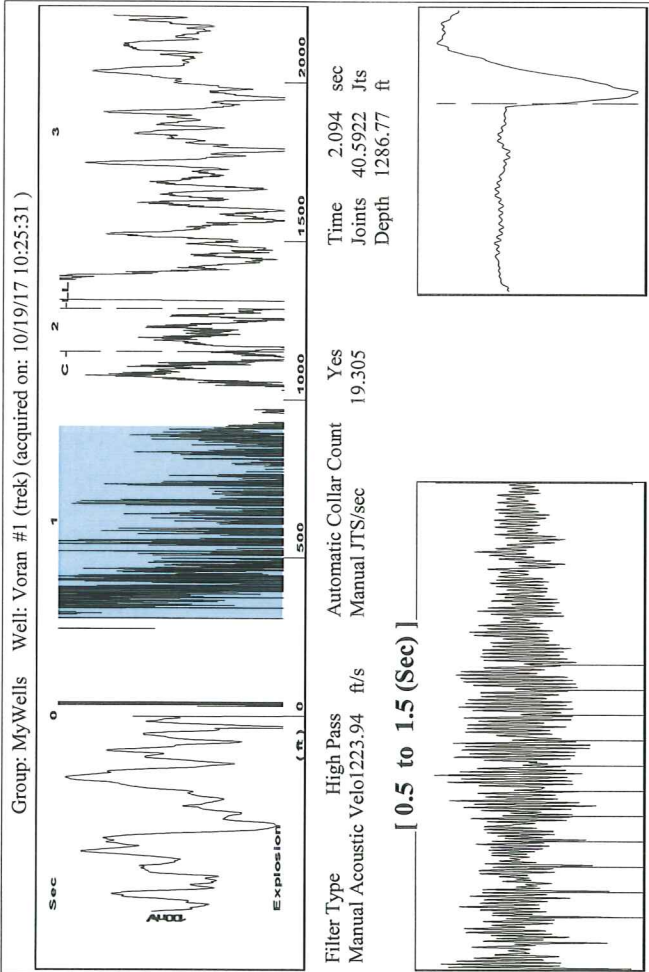 Group: MyWells Well: Voran #1 (trek) (acquired on: 10/19/17 10:25:31 )
Sec 0 1 2 3
C LL
100mV
Explosion
(ft) 0 500 1000 1500 2000
Filter Type High Pass Automatic Collar Count Yes Time 2.094 sec
Manual Acoustic Velo1223.94 ft/s Manual JTS/sec 19.305 Joints 40.5922 Jts
Depth 1286.77 ft
[ 0.5 to 1.5 (Sec) ]